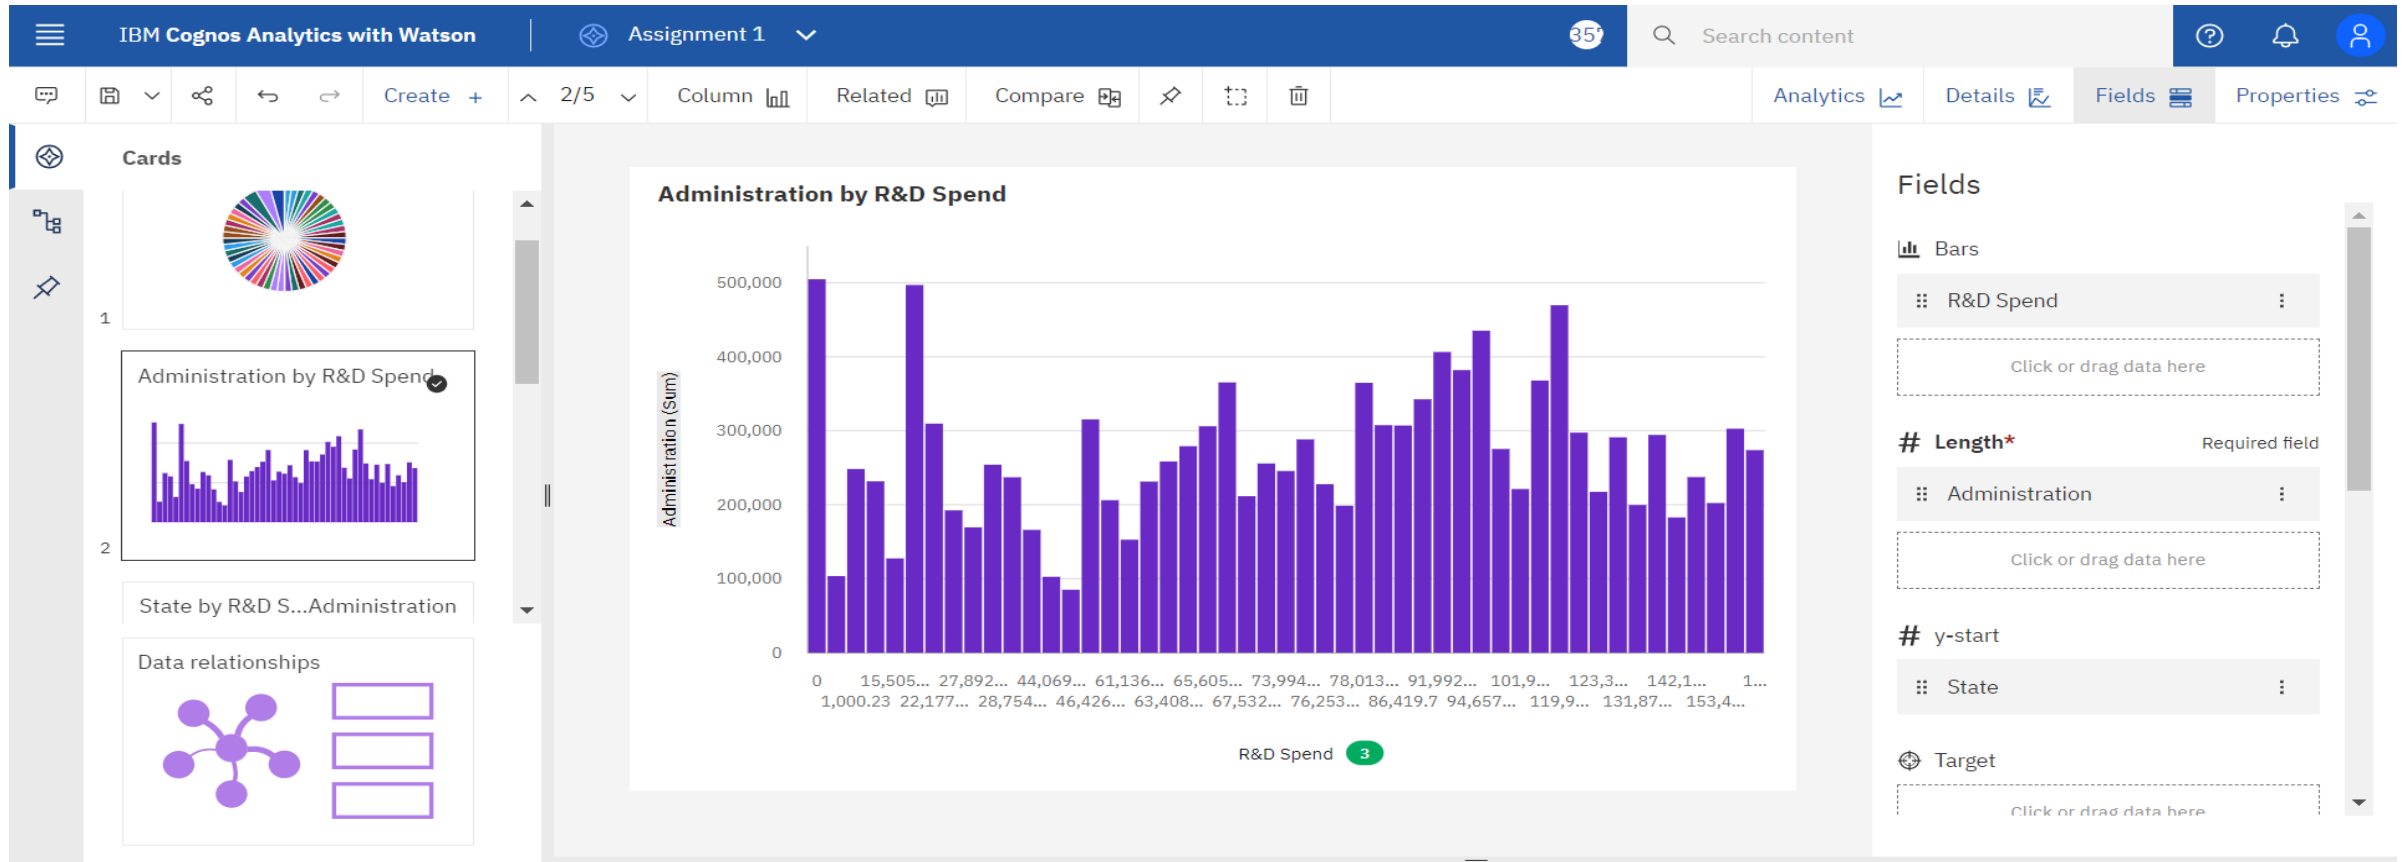 IBM Cognos Analytics with Watson
Assignment 1
Search content
Create +
2/5
Column
Related
Compare
Analytics
Details
Fields
Properties
Cards
1
Administration by R&D Spend
2
State by R&D S...Administration
Data relationships
Administration by R&D Spend
Administration (Sum)
500,000
400,000
300,000
200,000
100,000
0
0 15,505... 27,892... 44,069... 61,136... 65,605... 73,994... 78,013... 91,992... 101,9... 123,3... 142,1... 1...
1,000.23 22,177... 28,754... 46,426... 63,408... 67,532... 76,253... 86,419.7 94,657... 119,9... 131,87... 153,4...
R&D Spend 3
Fields
Bars
R&D Spend
Click or drag data here
# Length* Required field
Administration
Click or drag data here
# y-start
State
Target
Click or drag data here